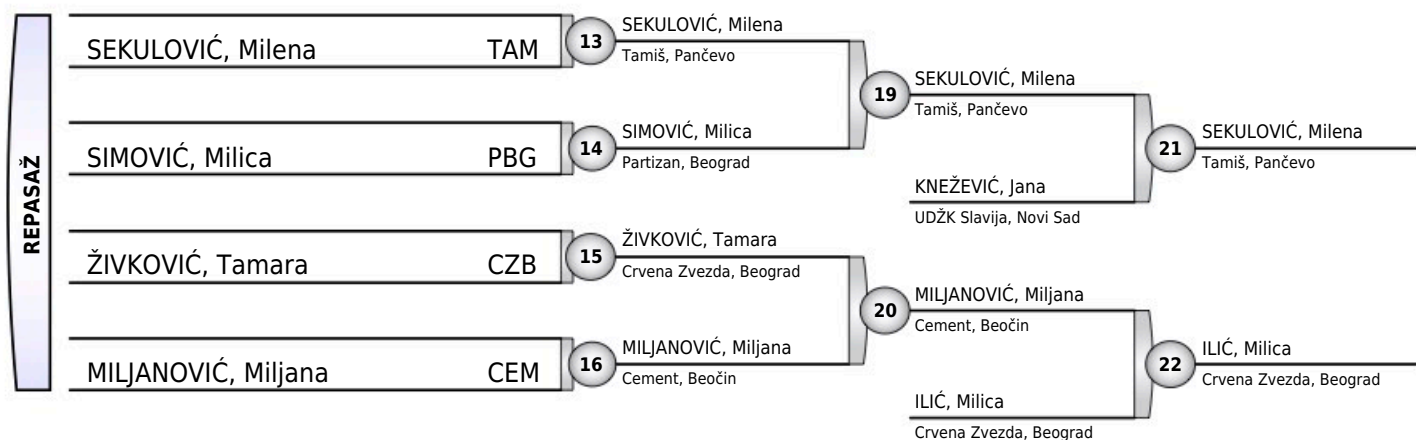 REPASAŽ
SEKULOVIĆ, Milena TAM
SIMOVIĆ, Milica PBG
ŽIVKOVIĆ, Tamara CZB
MILJANOVIĆ, Miljana CEM
13
SEKULOVIĆ, Milena
Tamiš, Pančevo
14
SIMOVIĆ, Milica
Partizan, Beograd
15
ŽIVKOVIĆ, Tamara
Crvena Zvezda, Beograd
16
MILJANOVIĆ, Miljana
Cement, Beočin
19
SEKULOVIĆ, Milena
Tamiš, Pančevo
KNEŽEVIĆ, Jana
UDŽK Slavija, Novi Sad
20
MILJANOVIĆ, Miljana
Cement, Beočin
ILIĆ, Milica
Crvena Zvezda, Beograd
21
SEKULOVIĆ, Milena
Tamiš, Pančevo
22
ILIĆ, Milica
Crvena Zvezda, Beograd